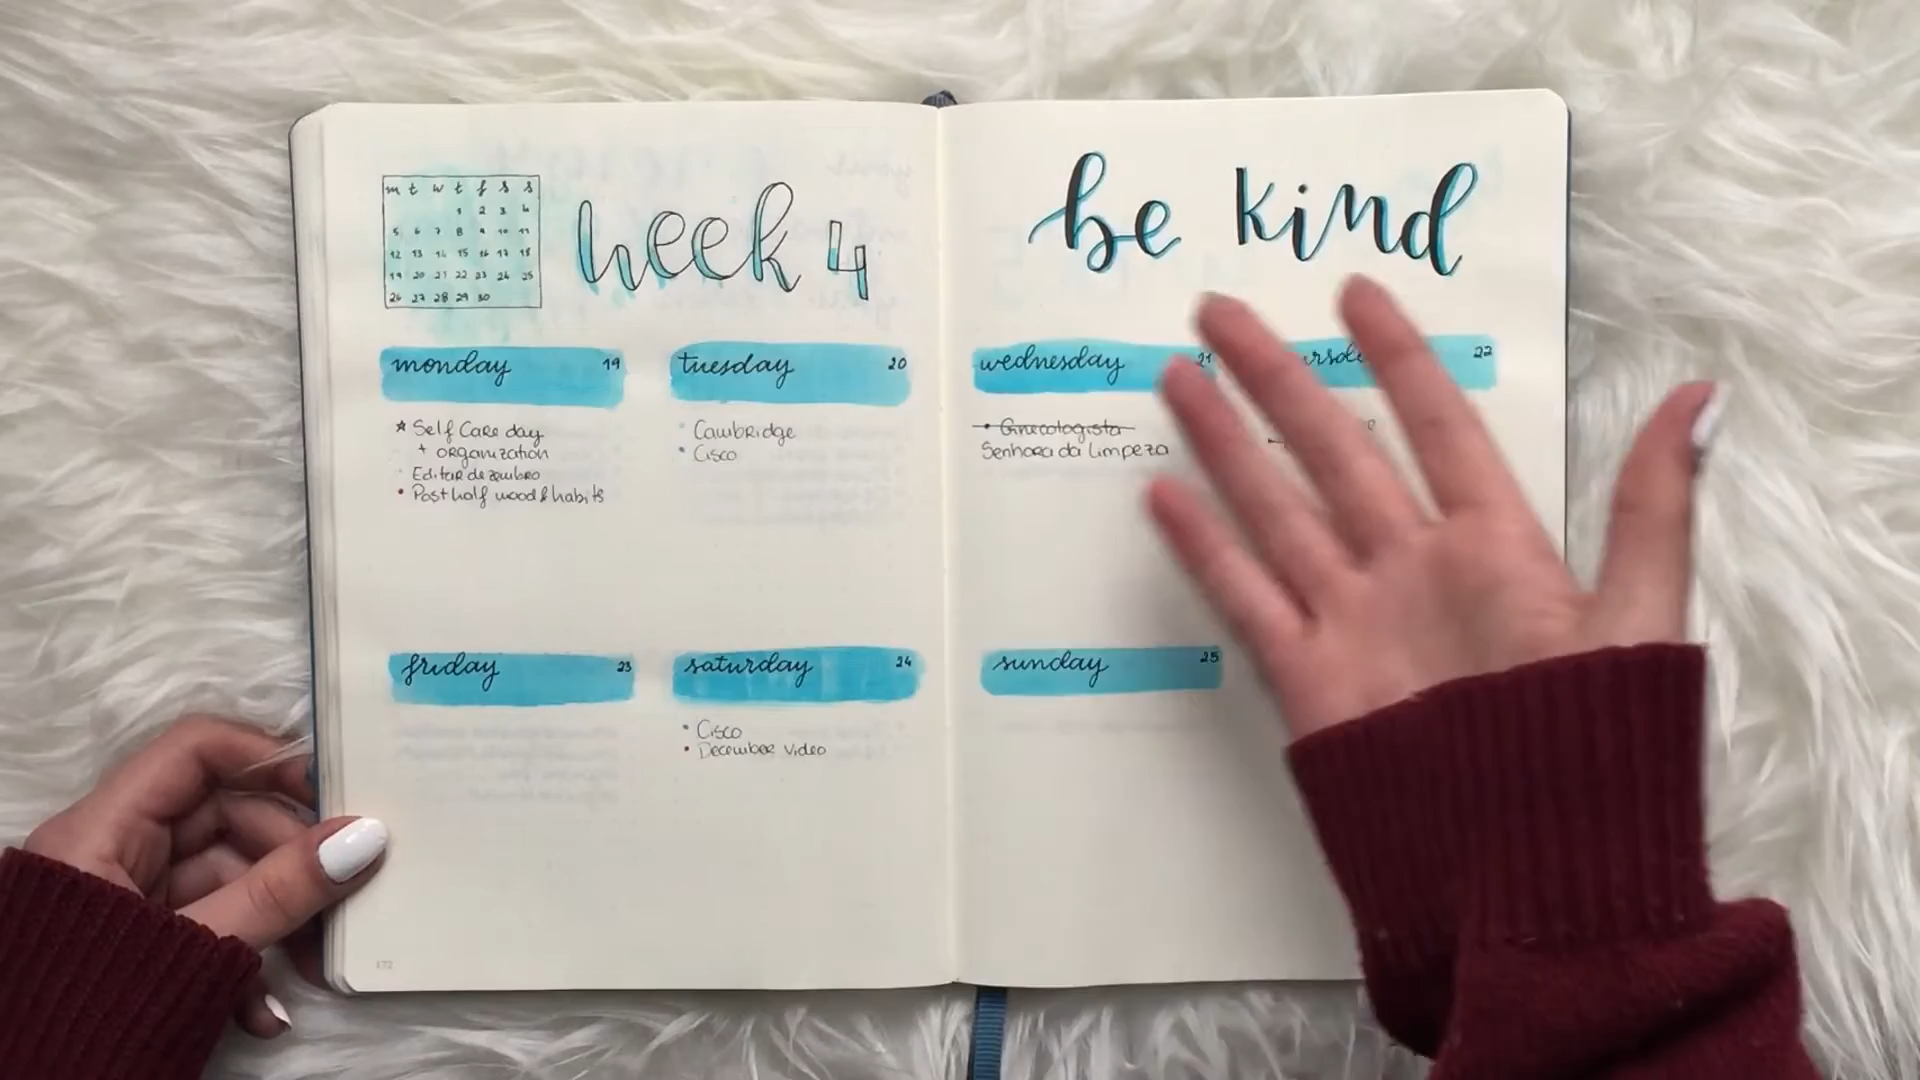 m t w t f s s
1 2 3 4
5 6 7 8 9 10 11
12 13 14 15 16 17 18
19 20 21 22 23 24 25
26 27 28 29 30
week 4
monday 19
☆ Self Care day
+ organization
Editar dezembro
• Post half mood & habits
tuesday 20
• Cambridge
• Cisco
friday 23
saturday 24
• Cisco
• December video
172
be kind
wednesday 21
• Ginecologista
Senhora da limpeza
22
sunday 25